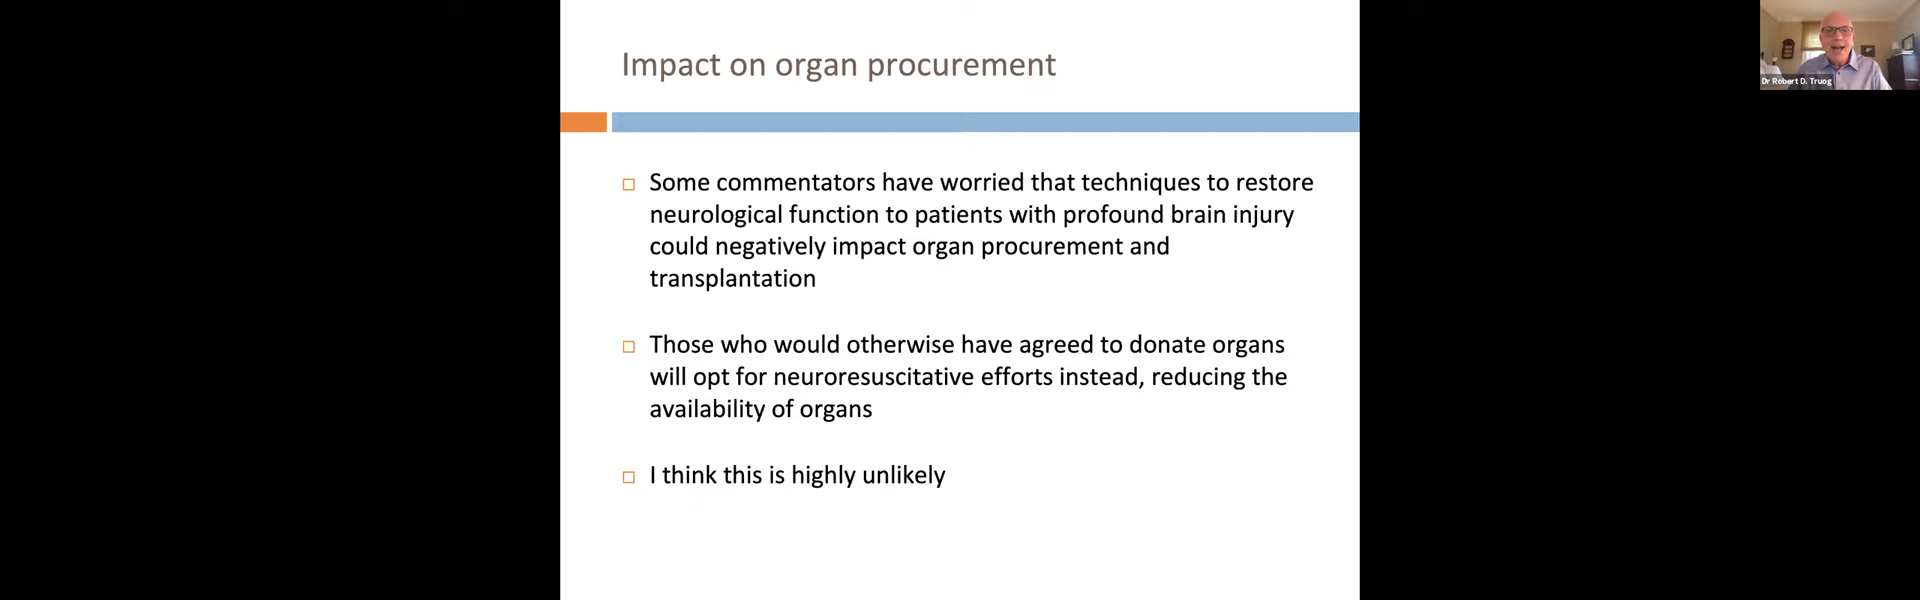 Impact on organ procurement
Dr Robert D. Truog
Some commentators have worried that techniques to restore
neurological function to patients with profound brain injury
could negatively impact organ procurement and
transplantation
Those who would otherwise have agreed to donate organs
will opt for neuroresuscitative efforts instead, reducing the
availability of organs
I think this is highly unlikely